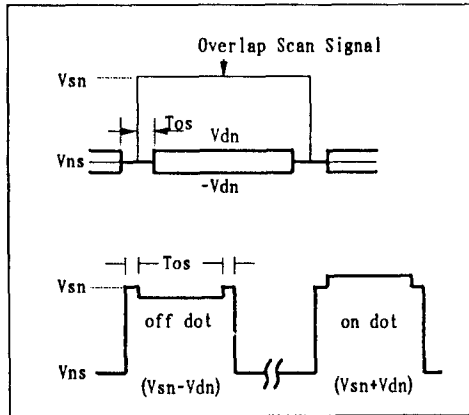 Overlap Scan Signal
Vsn
Tos
Vdn
Vns
-Vdn
Tos
Vsn
off dot
on dot
Vns
(Vsn-Vdn)
(Vsn+Vdn)